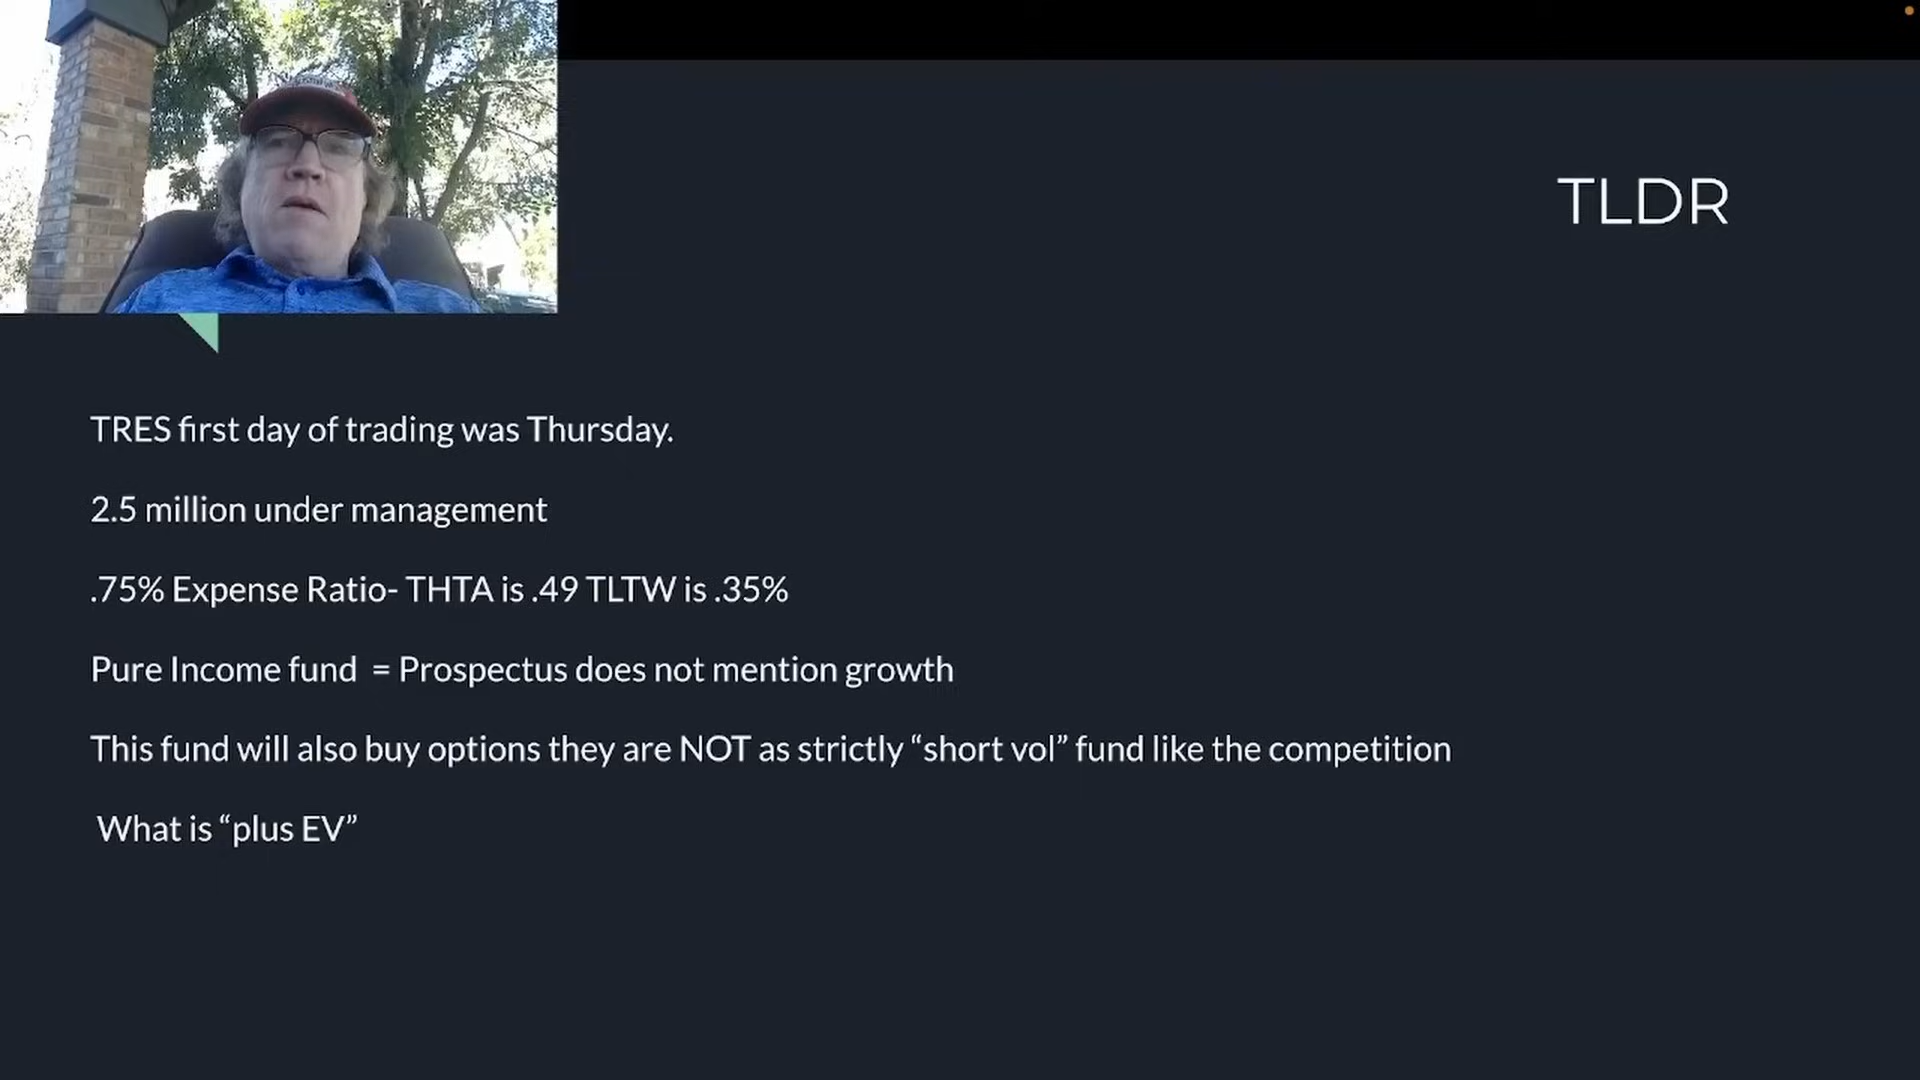 TLDR
TRES first day of trading was Thursday.
2.5 million under management
.75% Expense Ratio- THTA is .49 TLTW is .35%
Pure Income fund  = Prospectus does not mention growth
This fund will also buy options they are NOT as strictly “short vol” fund like the competition
What is “plus EV”